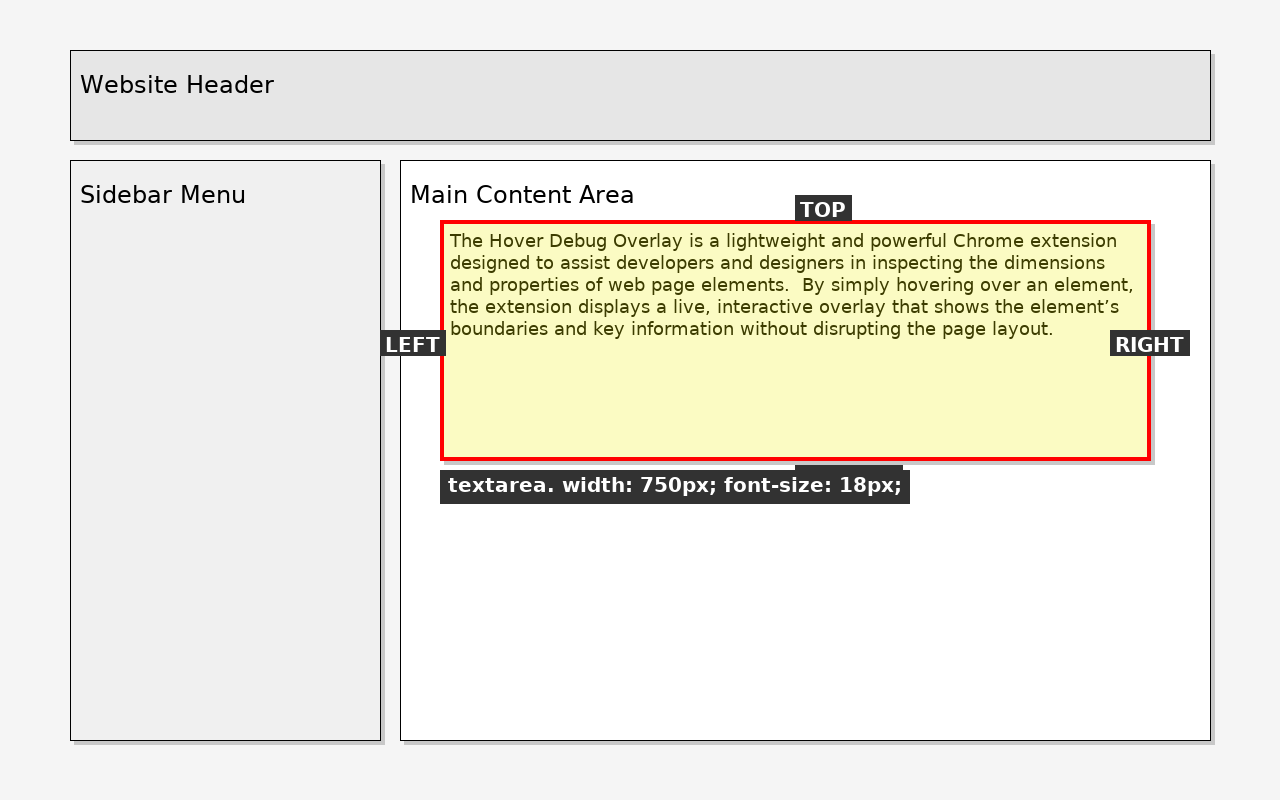 Website Header
Sidebar Menu
Main Content Area
TOP
The Hover Debug Overlay is a lightweight and powerful Chrome extension
designed to assist developers and designers in inspecting the dimensions
and properties of web page elements.  By simply hovering over an element,
the extension displays a live, interactive overlay that shows the element’s
boundaries and key information without disrupting the page layout.
LEFT
RIGHT
textarea. width: 750px; font-size: 18px;